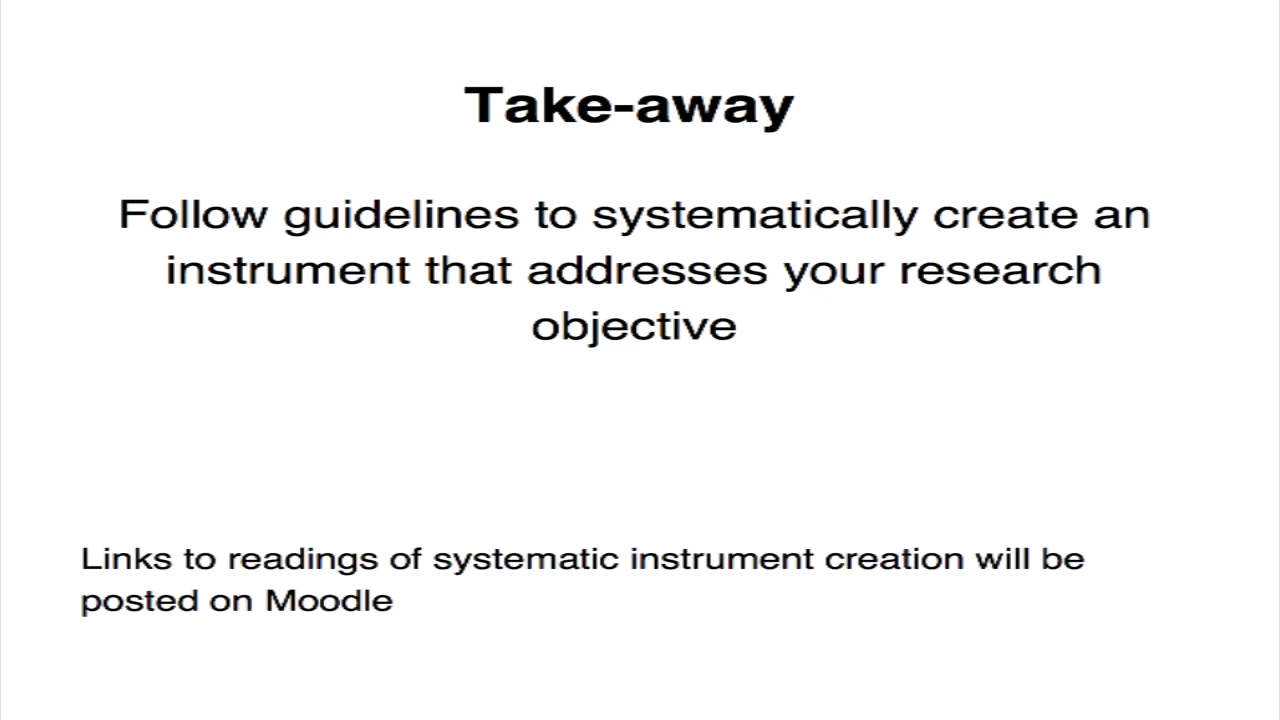 Take-away
Follow guidelines to systematically create an
instrument that addresses your research
objective
Links to readings of systematic instrument creation will be
posted on Moodle